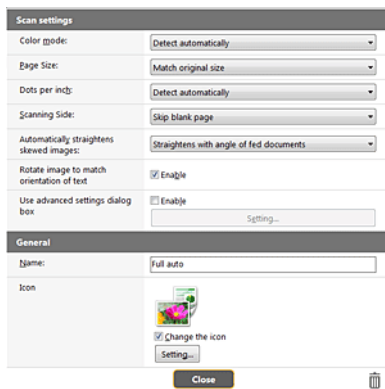 Scan settings
Color mode: Detect automatically
Page Size: Match original size
Dots per inch: Detect automatically
Scanning Side: Skip blank page
Automatically straightens
skewed images: Straightens with angle of fed documents
Rotate image to match
orientation of text Enable
Use advanced settings dialog
box Enable
Setting...
General
Name: Full auto
Icon
Change the icon
Setting...
Close